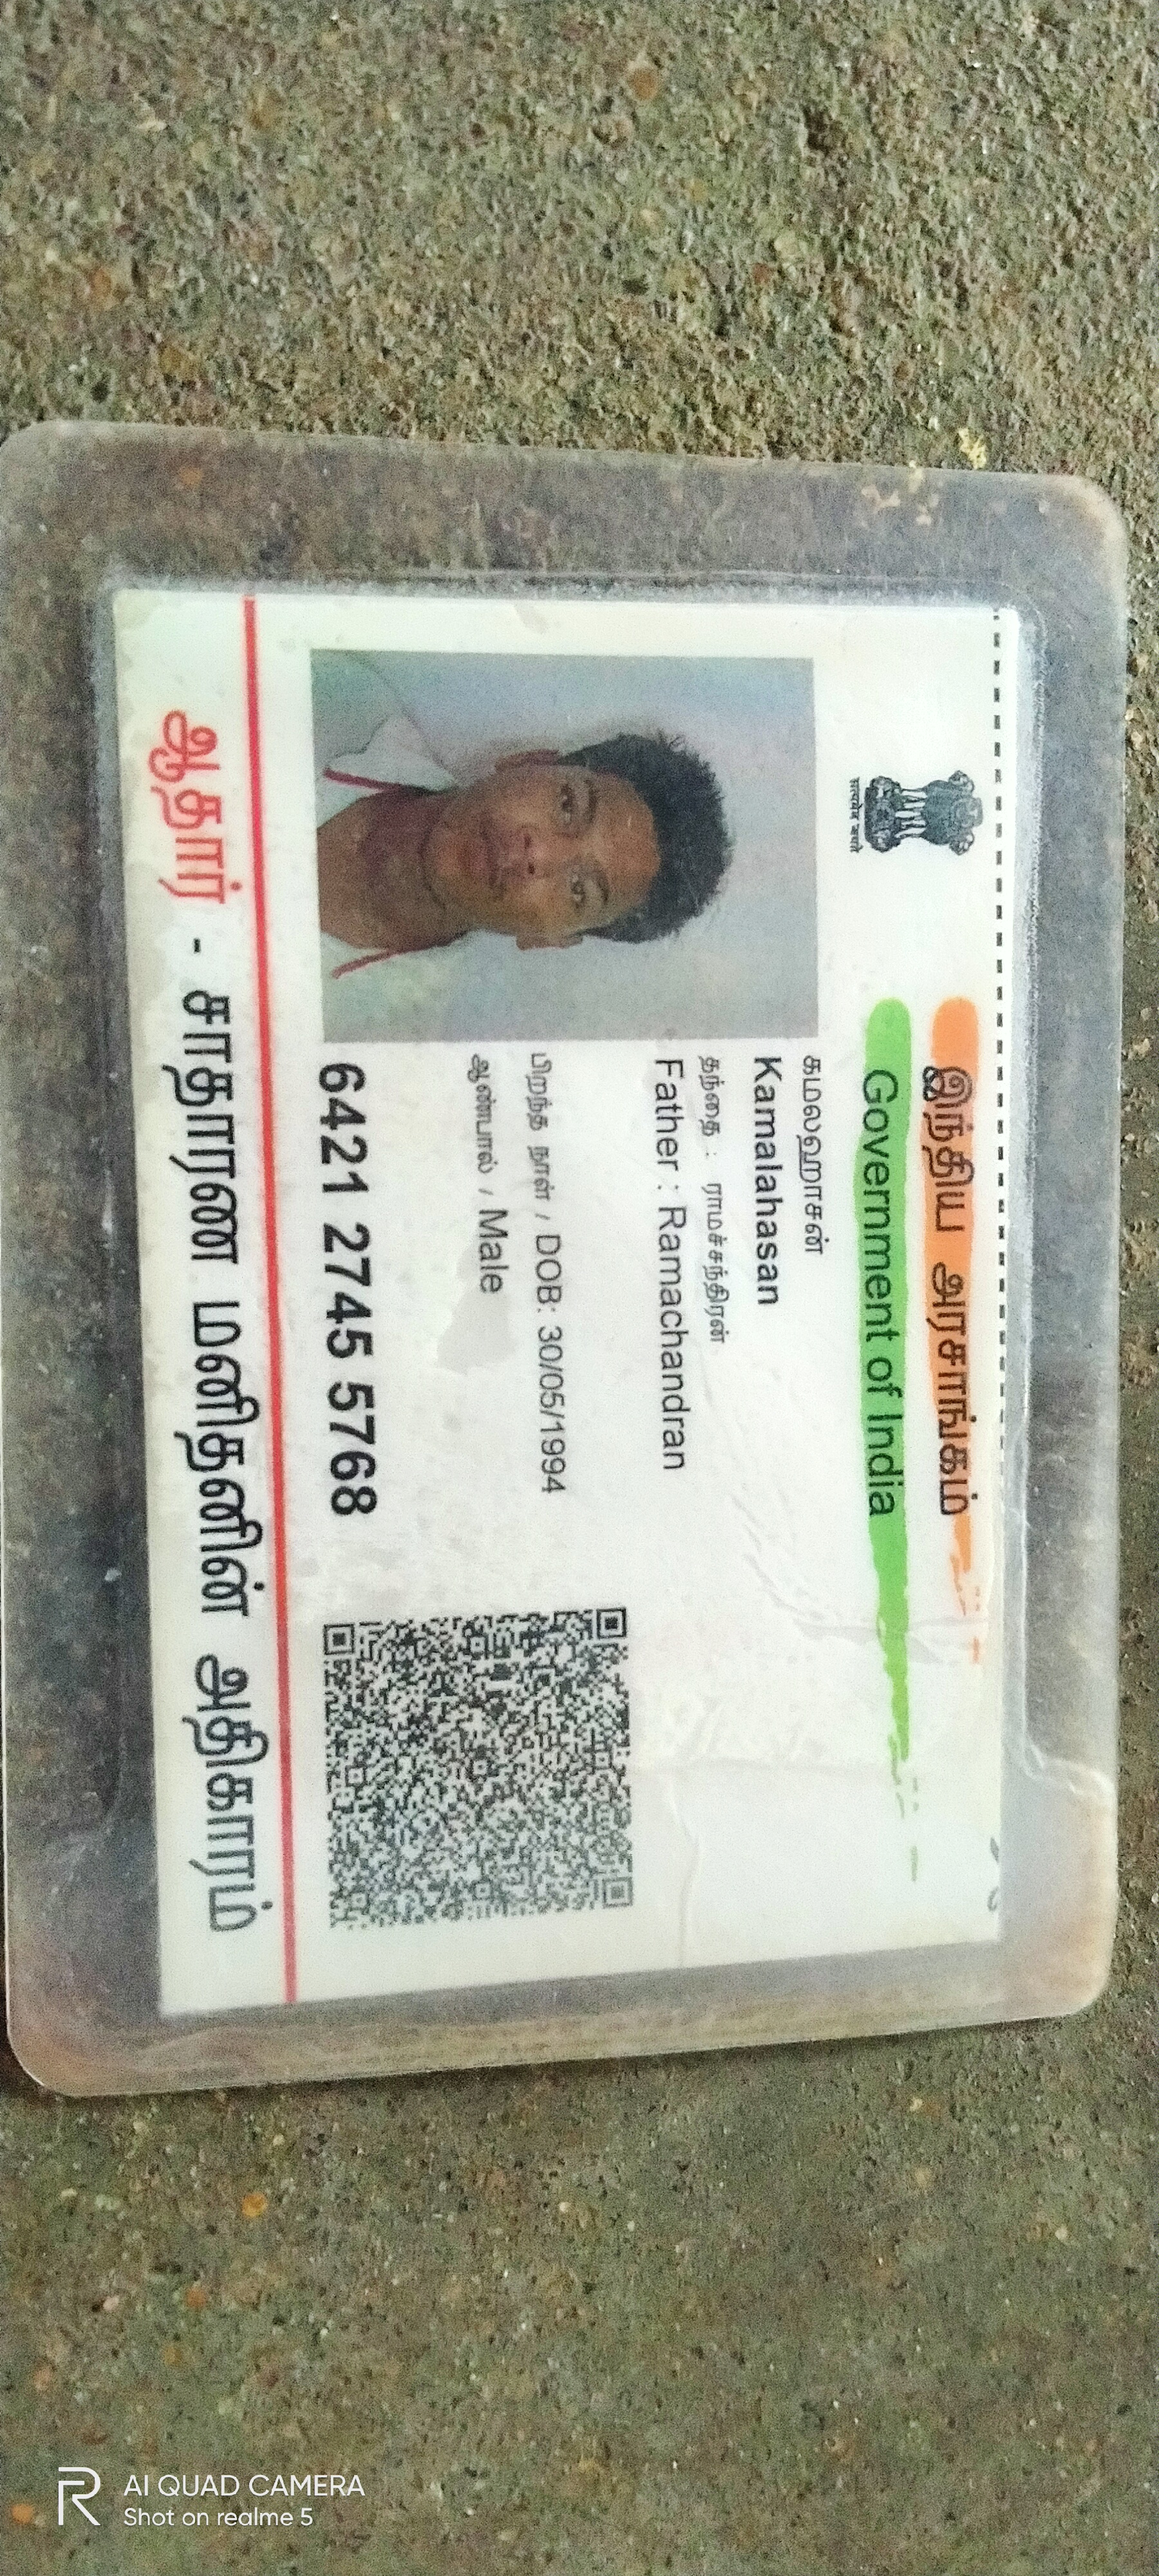 இந்திய அரசாங்கம்
Government of India
सत्यमेव जयते
கமலஹாசன்
Kamalahasan
தந்தை : ராமச்சந்திரன்
Father : Ramachandran
பிறந்த நாள் / DOB: 30/05/1994
ஆண்பால் / Male
6421 2745 5768
ஆதார் - சாதாரண மனிதனின் அதிகாரம்
R AI QUAD CAMERA
Shot on realme 5